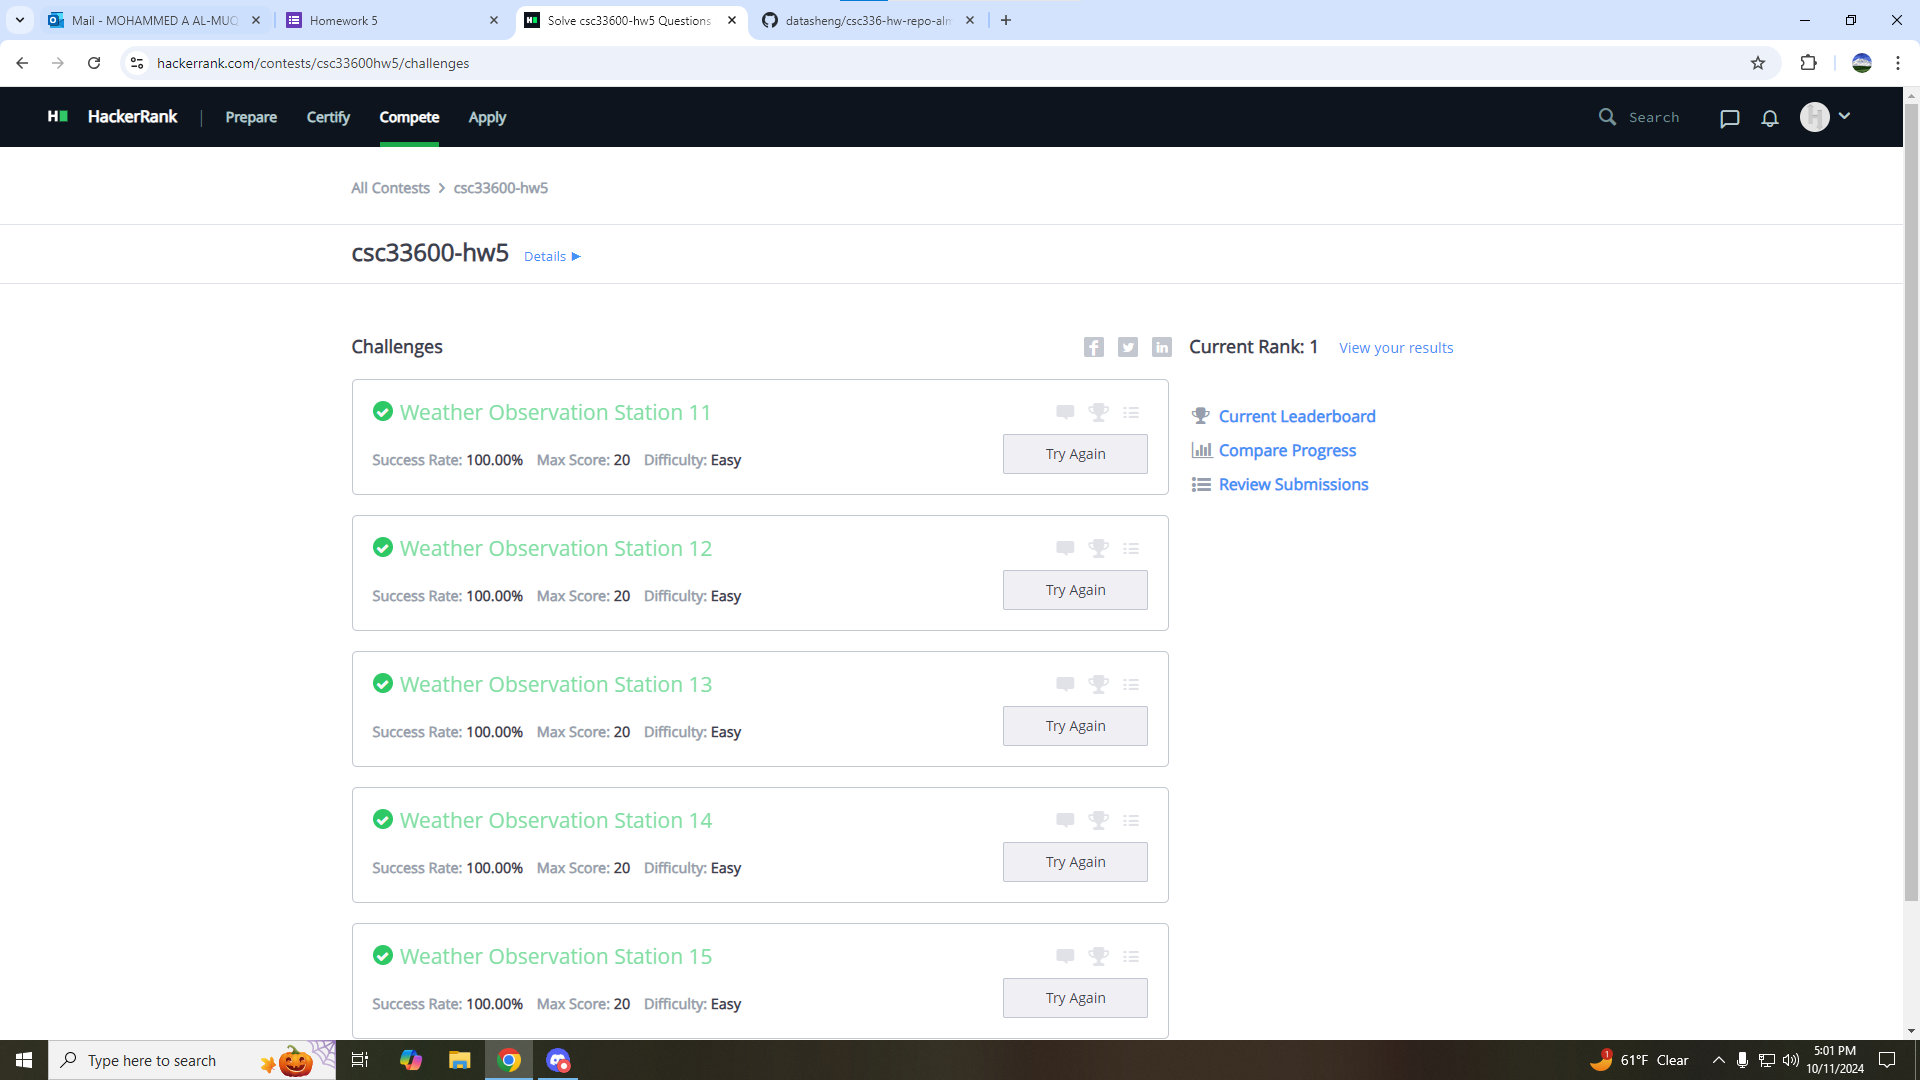 Mail - MOHAMMED A AL-MUQ
Homework 5
Solve csc33600-hw5 Questions
datasheng/csc336-hw-repo-alm
hackerrank.com/contests/csc33600hw5/challenges
HackerRank
Prepare
Certify
Compete
Apply
Search
All Contests > csc33600-hw5
csc33600-hw5 Details ▶
Challenges
Current Rank: 1 View your results
Weather Observation Station 11
Success Rate: 100.00% Max Score: 20 Difficulty: Easy
Try Again
Current Leaderboard
Compare Progress
Review Submissions
Weather Observation Station 12
Success Rate: 100.00% Max Score: 20 Difficulty: Easy
Try Again
Weather Observation Station 13
Success Rate: 100.00% Max Score: 20 Difficulty: Easy
Try Again
Weather Observation Station 14
Success Rate: 100.00% Max Score: 20 Difficulty: Easy
Try Again
Weather Observation Station 15
Success Rate: 100.00% Max Score: 20 Difficulty: Easy
Try Again
Type here to search
1
61°F Clear
5:01 PM
10/11/2024